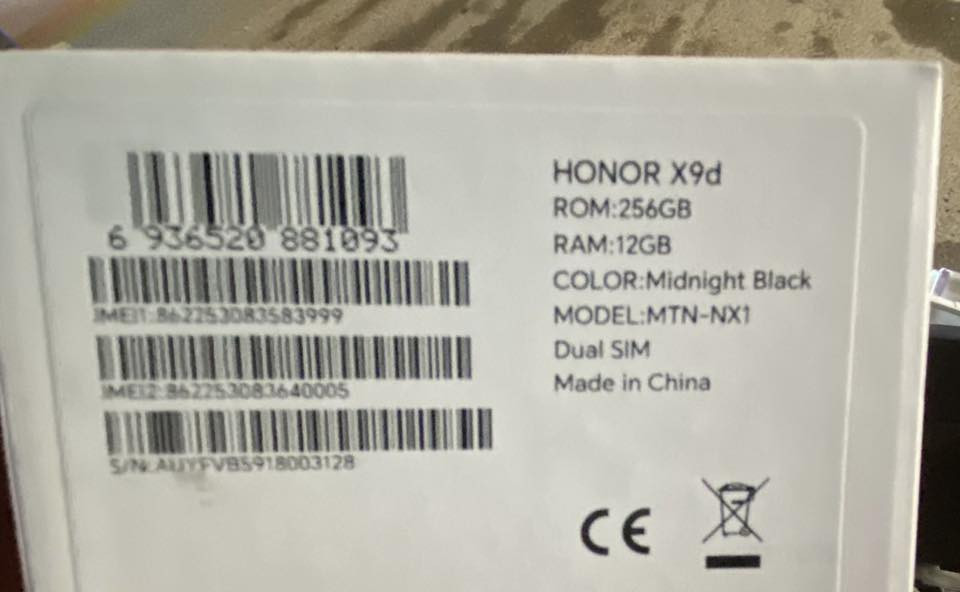 6 936520 881093
IMEI1:862253083583999
IMEI2:862253083640005
S/N:AUYFVB5918003128
HONOR X9d
ROM:256GB
RAM:12GB
COLOR:Midnight Black
MODEL:MTN-NX1
Dual SIM
Made in China
CE